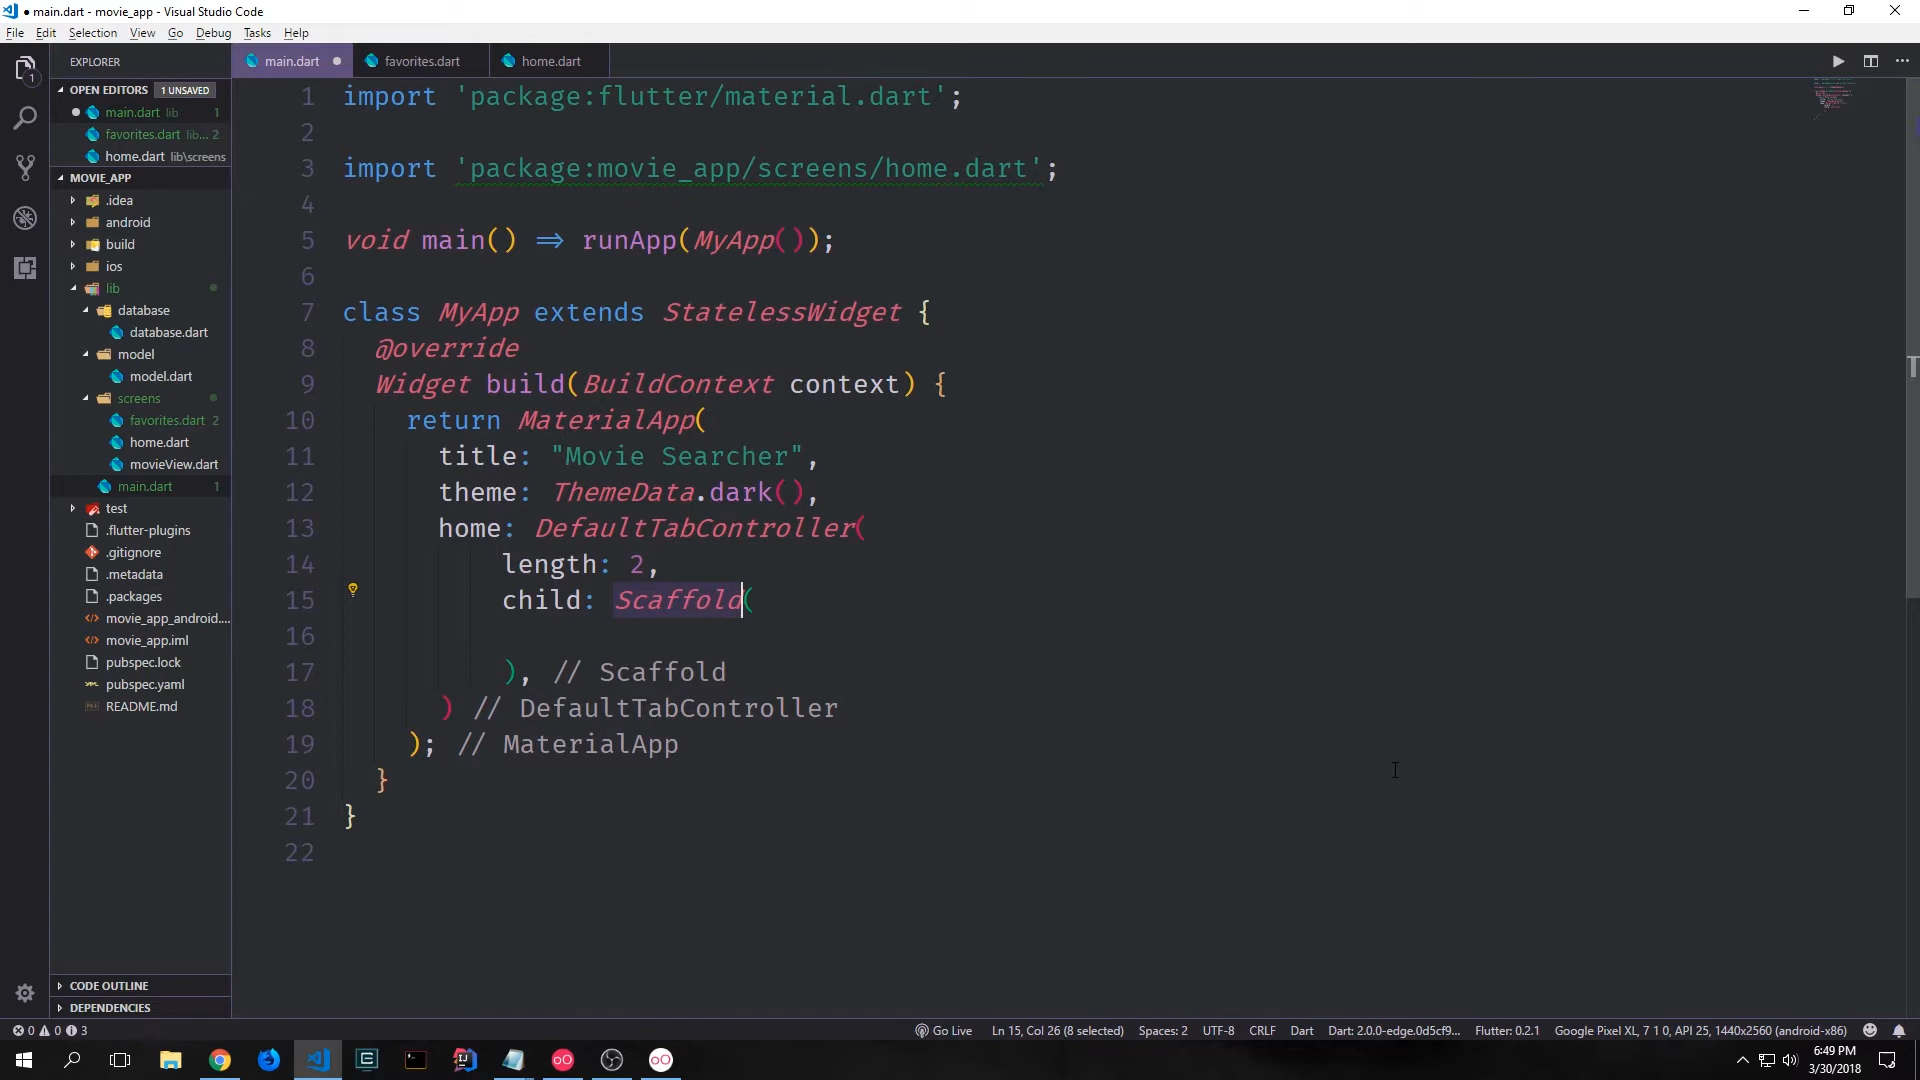 main.dart - movie_app - Visual Studio Code
File Edit Selection View Go Debug Tasks Help
EXPLORER
OPEN EDITORS 1 UNSAVED
main.dart lib 1
favorites.dart lib... 2
home.dart lib\screens
MOVIE_APP
.idea
android
build
ios
lib
database
database.dart
model
model.dart
screens
favorites.dart 2
home.dart
movieView.dart
main.dart 1
test
.flutter-plugins
.gitignore
.metadata
.packages
movie_app_android....
movie_app.iml
pubspec.lock
pubspec.yaml
README.md
CODE OUTLINE
DEPENDENCIES
1
main.dart favorites.dart home.dart
1 import 'package:flutter/material.dart';
2
3 import 'package:movie_app/screens/home.dart';
4
5 void main() => runApp(MyApp());
6
7 class MyApp extends StatelessWidget {
8 @override
9 Widget build(BuildContext context) {
10 return MaterialApp(
11 title: "Movie Searcher",
12 theme: ThemeData.dark(),
13 home: DefaultTabController(
14 length: 2,
15 child: Scaffold(
16
17 ), // Scaffold
18 ) // DefaultTabController
19 ); // MaterialApp
20 }
21 }
22
0 0 3 Go Live Ln 15, Col 26 (8 selected) Spaces: 2 UTF-8 CRLF Dart Dart: 2.0.0-edge.0d5cf9... Flutter: 0.2.1 Google Pixel XL, 7 1 0, API 25, 1440x2560 (android-x86)
6:49 PM
3/30/2018